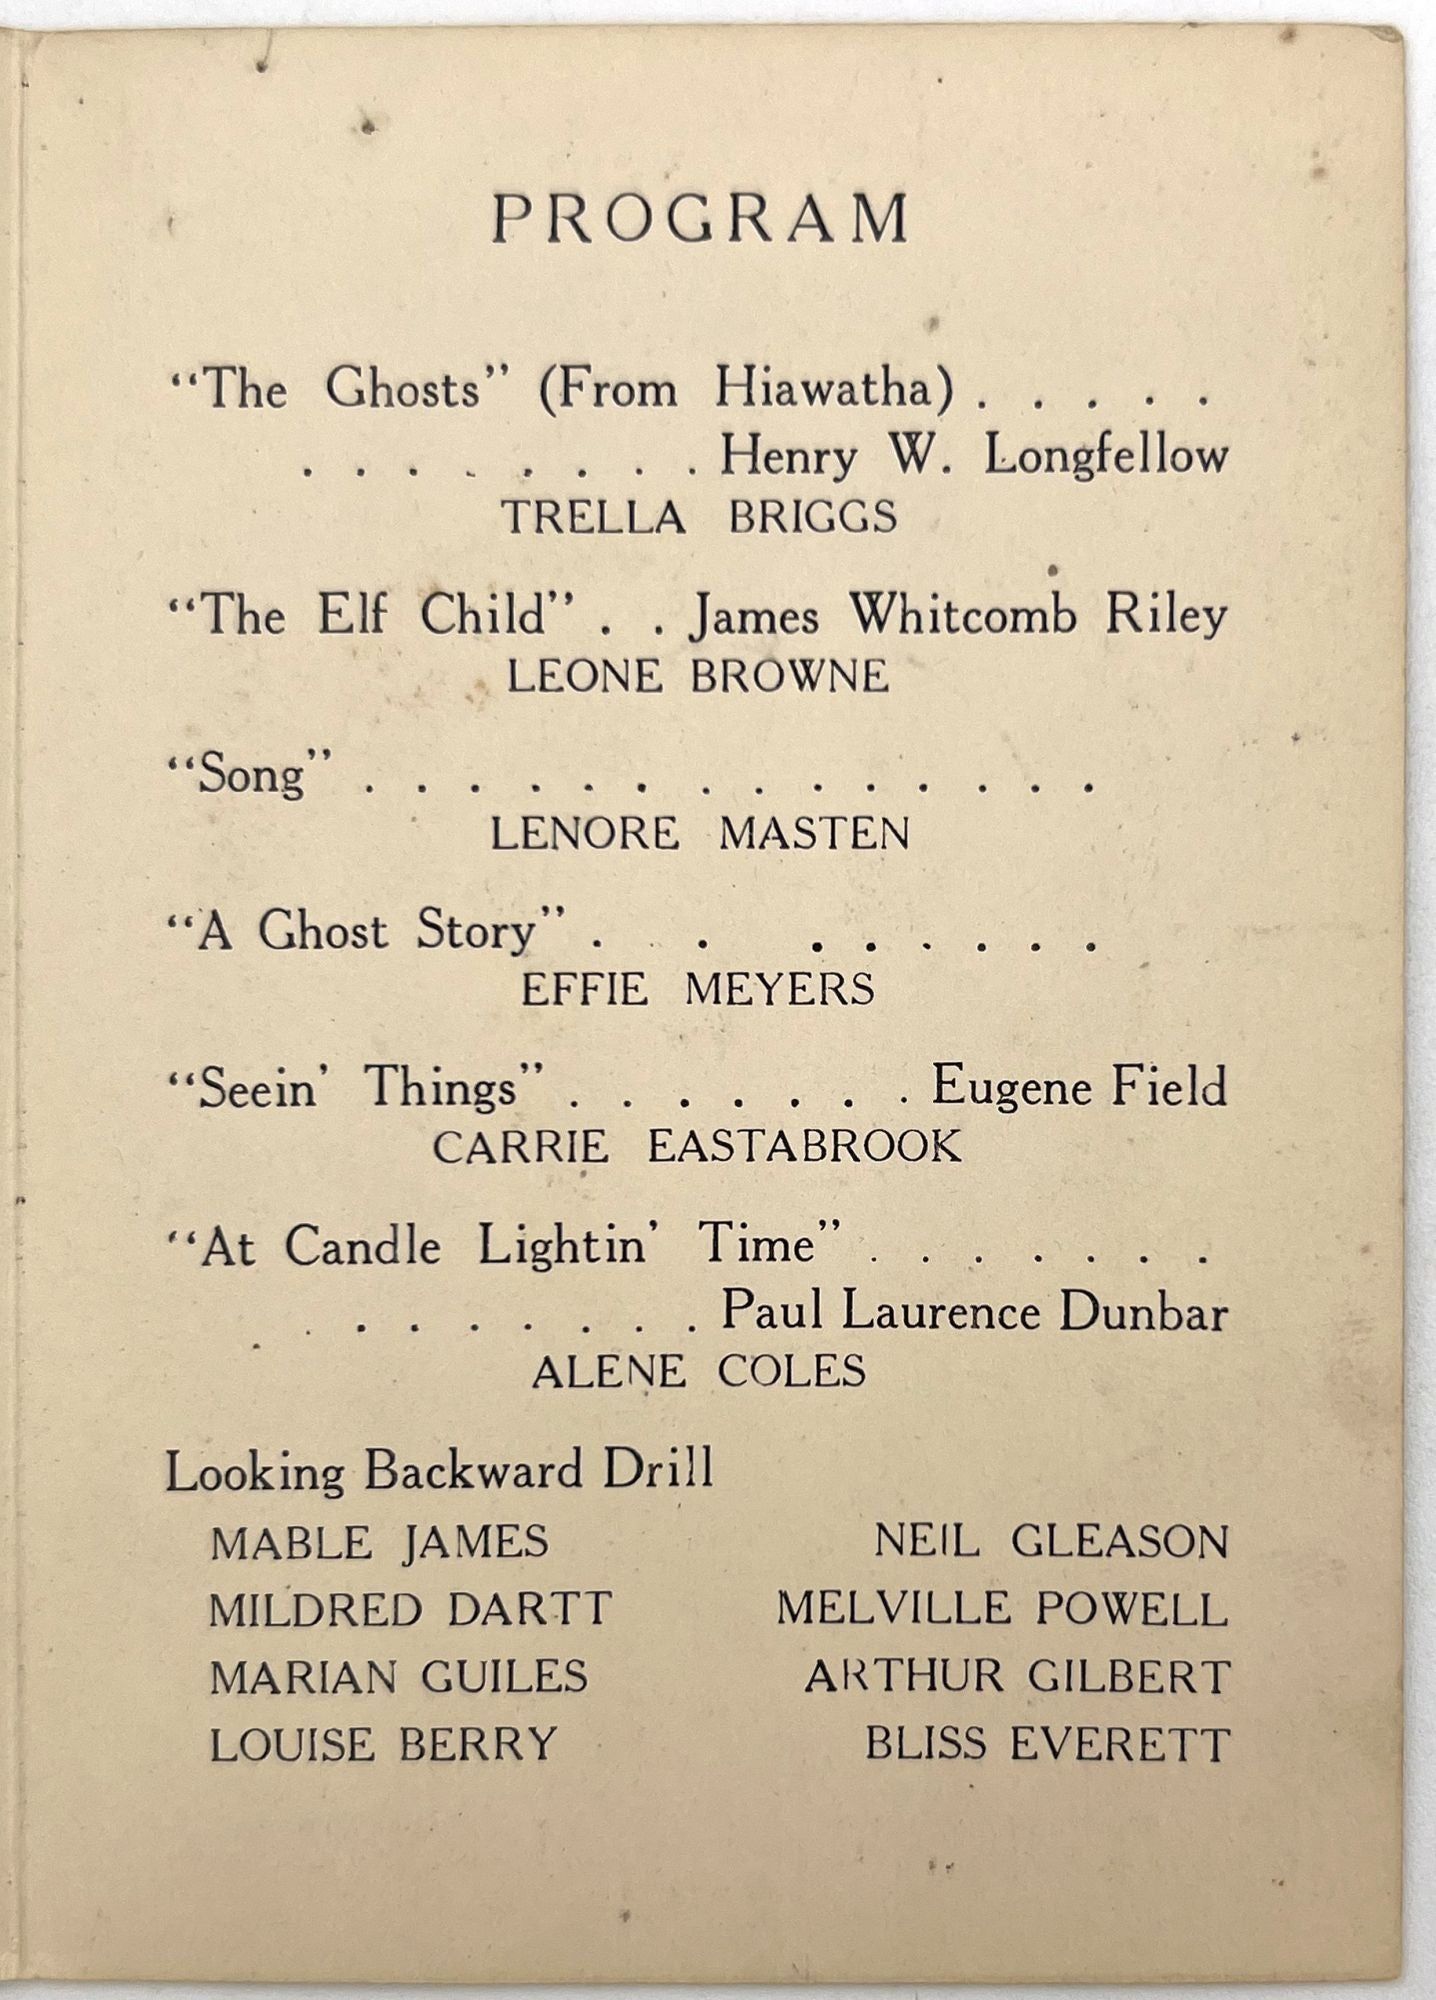 PROGRAM
“The Ghosts” (From Hiawatha) . . . . .
. . . . . . . . Henry W. Longfellow
TRELLA BRIGGS
“The Elf Child” . . James Whitcomb Riley
LEONE BROWNE
“Song” . . . . . . . . . . . . . .
LENORE MASTEN
“A Ghost Story” . . . . . . . . .
EFFIE MEYERS
“Seein’ Things” . . . . . . . Eugene Field
CARRIE EASTABROOK
“At Candle Lightin’ Time” . . . . . . .
. . . . . . . . . Paul Laurence Dunbar
ALENE COLES
Looking Backward Drill
MABLE JAMES NEIL GLEASON
MILDRED DARTT MELVILLE POWELL
MARIAN GUILES ARTHUR GILBERT
LOUISE BERRY BLISS EVERETT